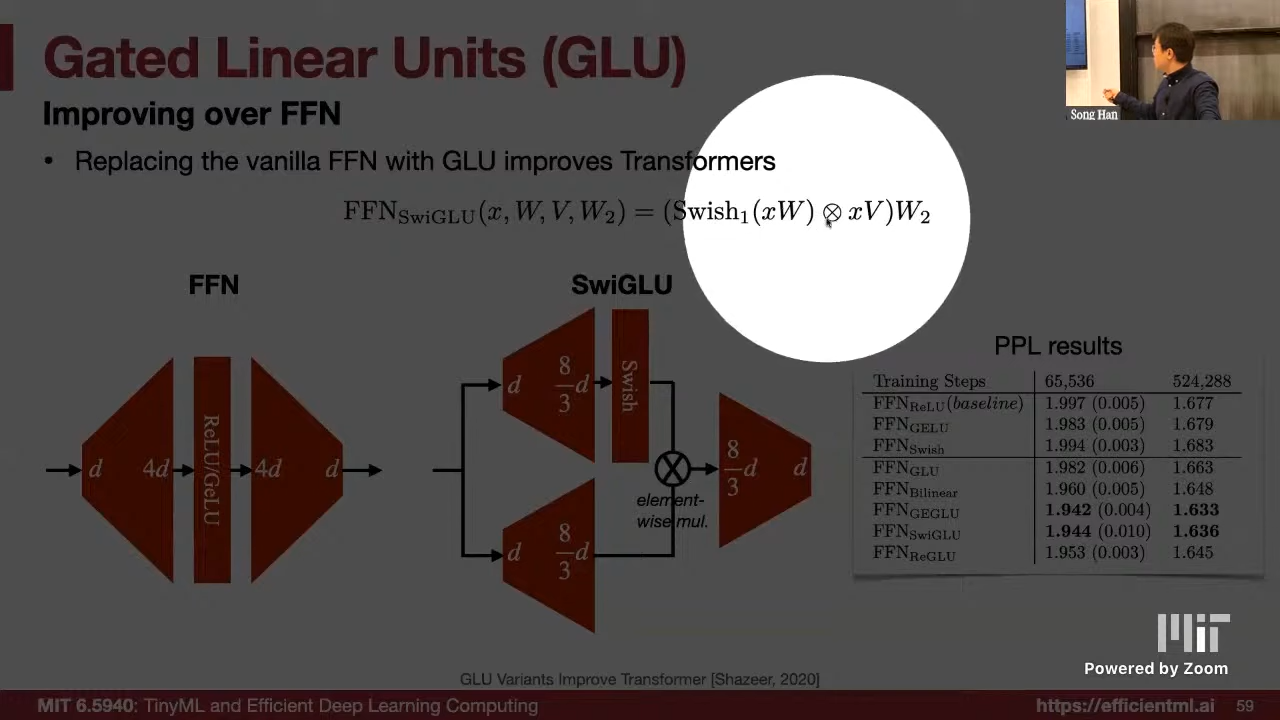 Gated Linear Units (GLU)
Song Han
Improving over FFN
• Replacing the vanilla FFN with GLU improves Transformers
FFN_SwiGLU(x, W, V, W₂) = (Swish₁(xW) ⊗ xV)W₂
FFN
d 4d ReLU/GeLU 4d d
SwiGLU
d 8/3 d Swish
element-
wise mul.
8/3 d d
d 8/3 d
PPL results
Training Steps 65,536 524,288
FFN_ReLU(baseline) 1.997 (0.005) 1.677
FFN_GELU 1.983 (0.005) 1.679
FFN_Swish 1.994 (0.003) 1.683
FFN_GLU 1.982 (0.006) 1.663
FFN_Bilinear 1.960 (0.005) 1.648
FFN_GEGLU 1.942 (0.004) 1.633
FFN_SwiGLU 1.944 (0.010) 1.636
FFN_ReGLU 1.953 (0.003) 1.645
MIT
Powered by Zoom
GLU Variants Improve Transformer [Shazeer, 2020]
MIT 6.5940: TinyML and Efficient Deep Learning Computing
https://efficientml.ai 59